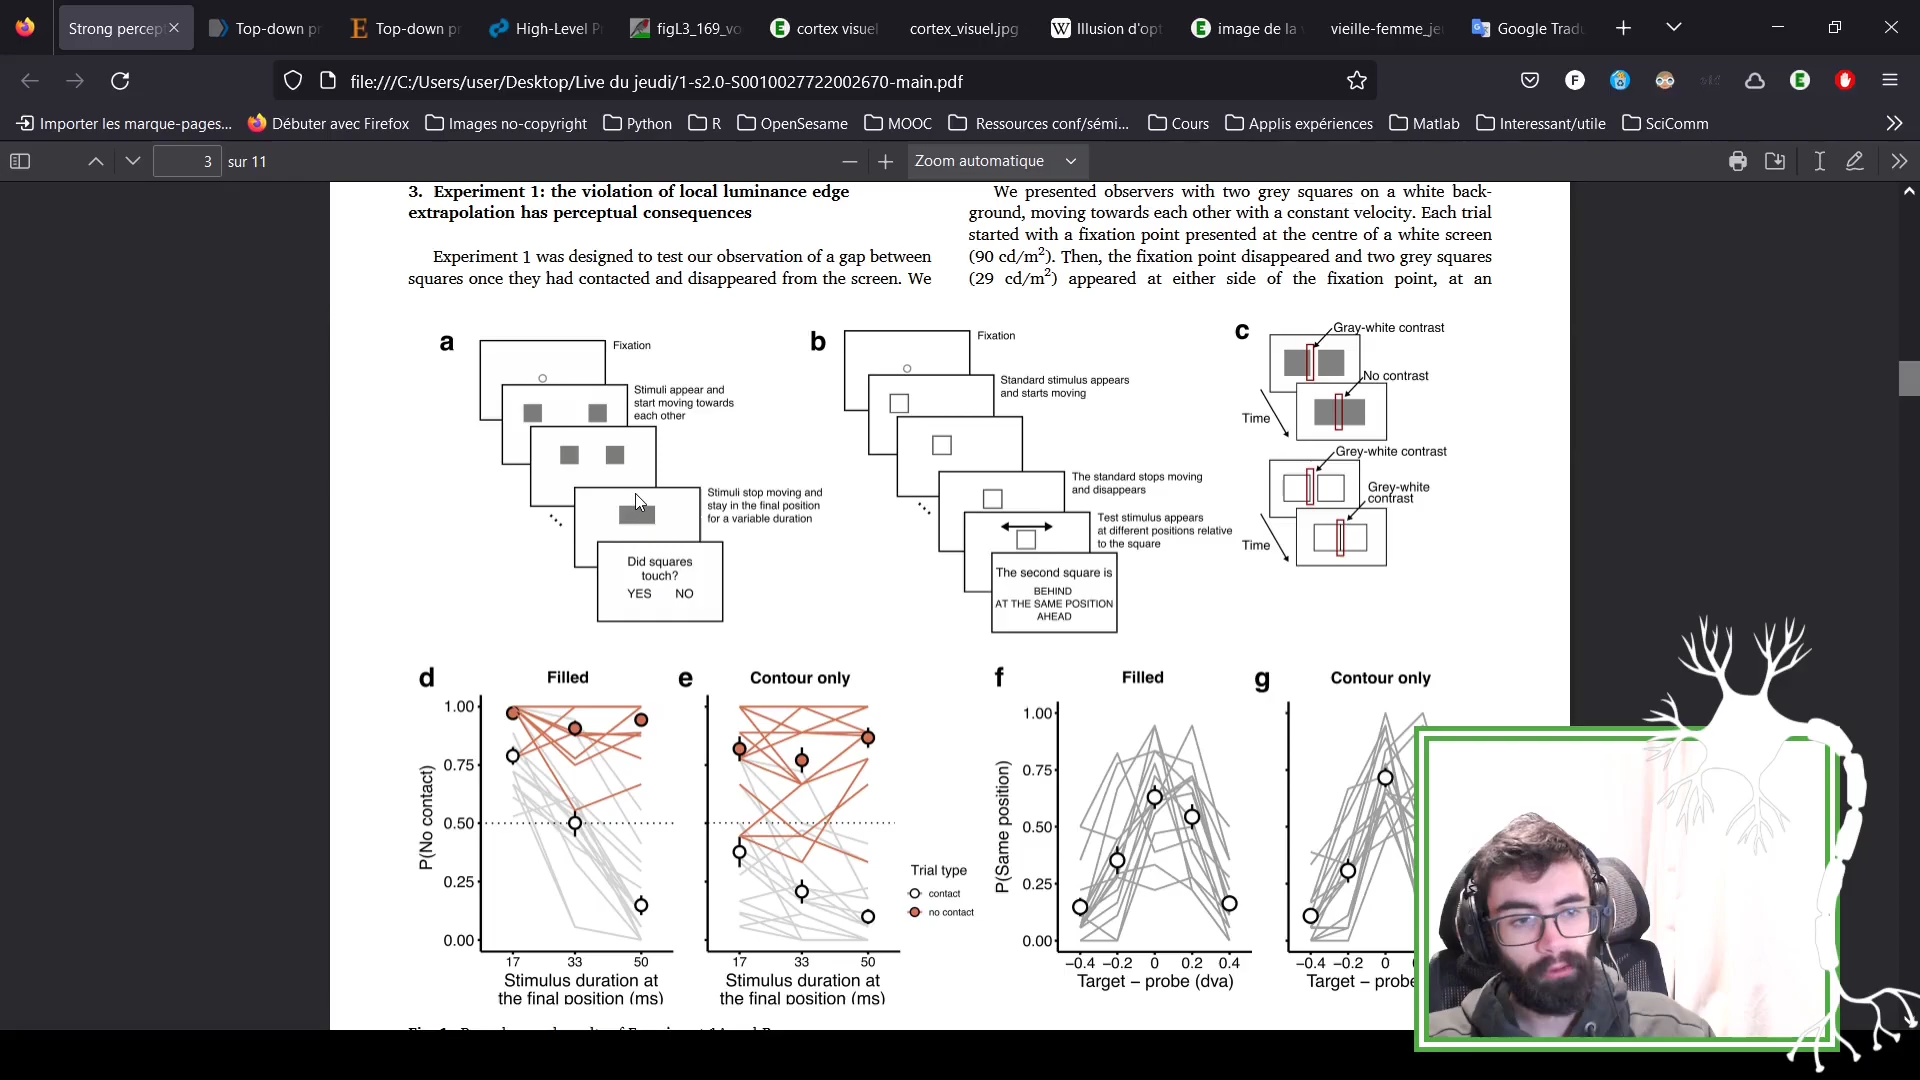 Strong percep
Top-down pr
Top-down pr
High-Level P
figL3_169_vo
cortex visuel
cortex_visuel.jpg
Illusion d'opt
image de la v
vieille-femme_je
Google Tradu
file:///C:/Users/user/Desktop/Live du jeudi/1-s2.0-S0010027722002670-main.pdf
Importer les marque-pages...
Débuter avec Firefox
Images no-copyright
Python
R
OpenSesame
MOOC
Ressources conf/sémi...
Cours
Applis expériences
Matlab
Interessant/utile
SciComm
3
sur 11
Zoom automatique
3. Experiment 1: the violation of local luminance edge
extrapolation has perceptual consequences
Experiment 1 was designed to test our observation of a gap between
squares once they had contacted and disappeared from the screen. We
We presented observers with two grey squares on a white back-
ground, moving towards each other with a constant velocity. Each trial
started with a fixation point presented at the centre of a white screen
(90 cd/m2). Then, the fixation point disappeared and two grey squares
(29 cd/m2) appeared at either side of the fixation point, at an
a
Fixation
Stimuli appear and
start moving towards
each other
Stimuli stop moving and
stay in the final position
for a variable duration
Did squares
touch?
YES NO
b
Fixation
Standard stimulus appears
and starts moving
The standard stops moving
and disappears
Test stimulus appears
at different positions relative
to the square
The second square is
BEHIND
AT THE SAME POSITION
AHEAD
c
Gray-white contrast
No contrast
Time
Grey-white contrast
Grey-white
contrast
Time
d
Filled
P(No contact)
1.00
0.75
0.50
0.25
0.00
17 33 50
Stimulus duration at
the final position (ms)
e
Contour only
17 33 50
Stimulus duration at
the final position (ms)
Trial type
contact
no contact
f
Filled
P(Same position)
1.00
0.75
0.50
0.25
0.00
−0.4 −0.2 0 0.2 0.4
Target − probe (dva)
g
Contour only
−0.4 −0.2 0
Target − probe